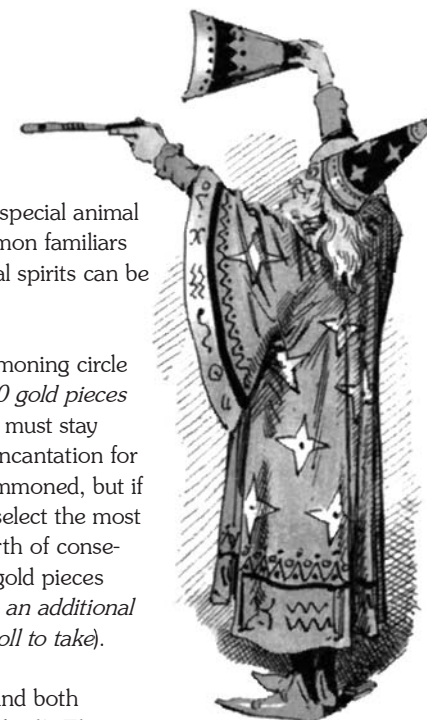 special animal
mon familiars
al spirits can be
moning circle
0 gold pieces
must stay
ncantation for
mmoned, but if
select the most
rth of conse-
gold pieces
an additional
oll to take).
nd both